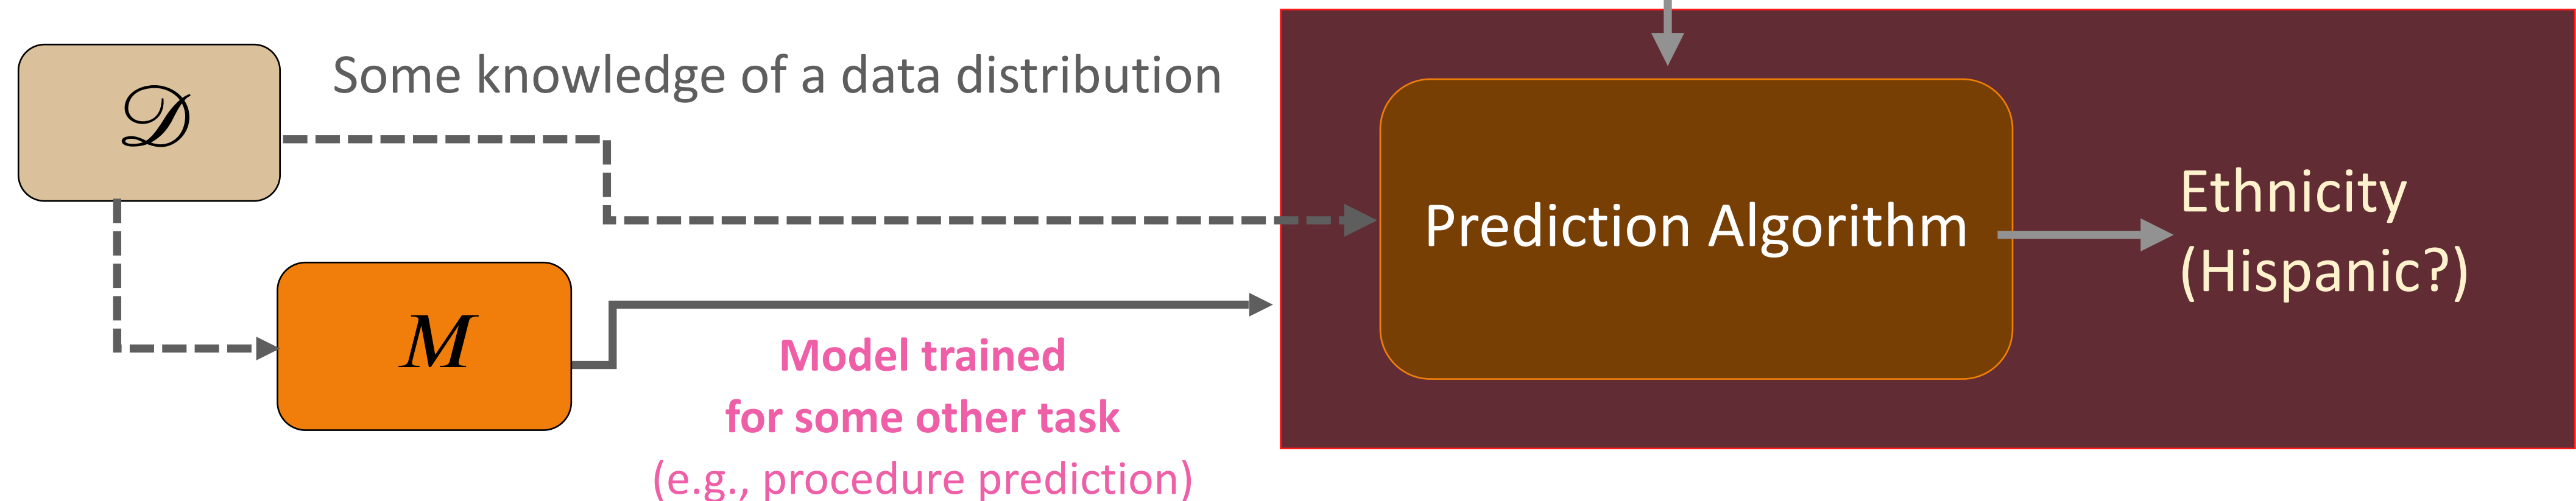 𝒟
Some knowledge of a data distribution
Prediction Algorithm
Ethnicity
(Hispanic?)
M
Model trained
for some other task
(e.g., procedure prediction)